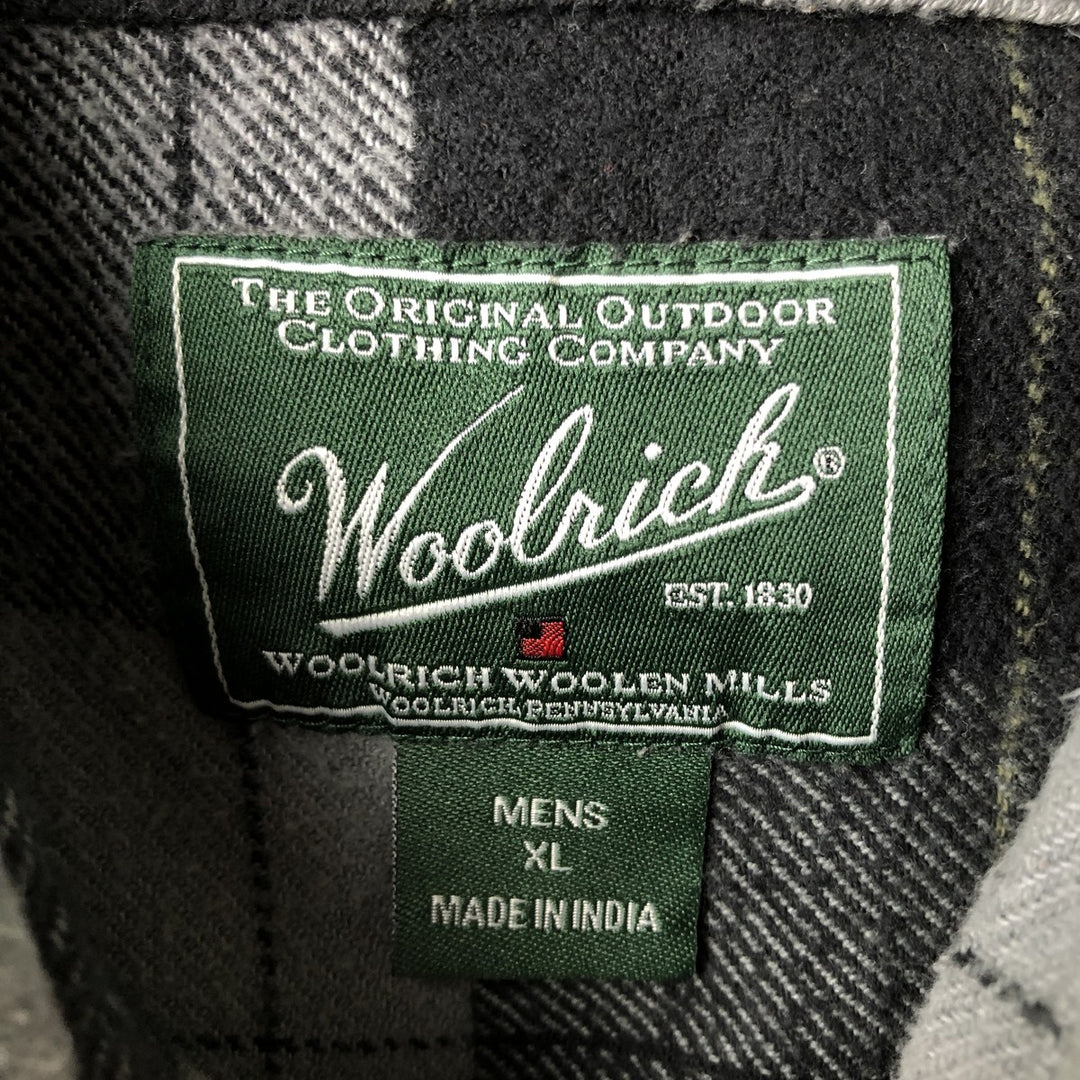 THE ORIGINAL OUTDOOR
CLOTHING COMPANY
Woolrich®
EST. 1830
WOOLRICH WOOLEN MILLS
WOOLRICH, PENNSYLVANIA
MENS
XL
MADE IN INDIA